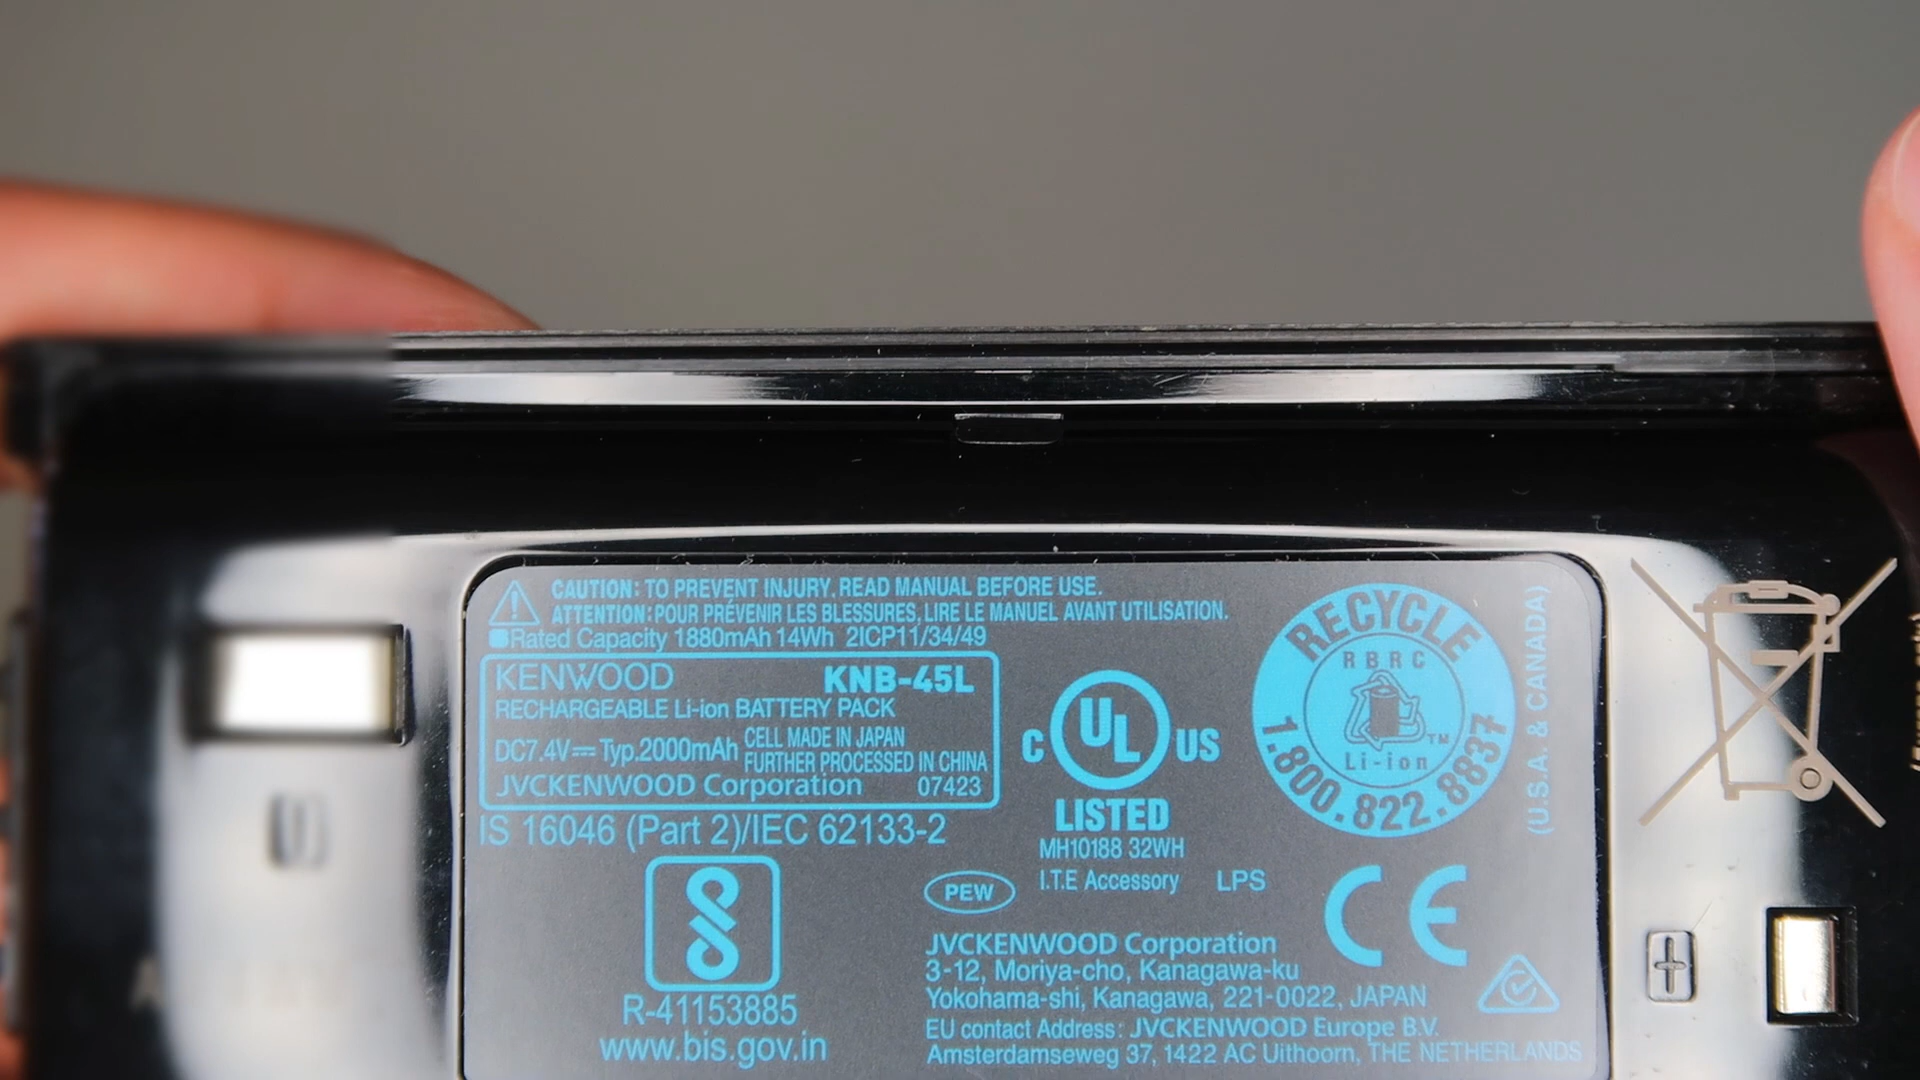 CAUTION: TO PREVENT INJURY, READ MANUAL BEFORE USE.
ATTENTION: POUR PRÉVENIR LES BLESSURES, LIRE LE MANUEL AVANT UTILISATION.
Rated Capacity 1880mAh 14Wh 2ICP11/34/49
KENWOOD KNB-45L
RECHARGEABLE Li-ion BATTERY PACK
DC7.4V Typ.2000mAh
CELL MADE IN JAPAN
FURTHER PROCESSED IN CHINA
JVCKENWOOD Corporation 07423
IS 16046 (Part 2)/IEC 62133-2
R-41153885
www.bis.gov.in
C UL US
LISTED
MH10188 32WH
I.T.E Accessory LPS
PEW
RECYCLE
RBRC
Li-ion
TM
1.800.822.8837
(U.S.A. & CANADA)
CE
JVCKENWOOD Corporation
3-12, Moriya-cho, Kanagawa-ku
Yokohama-shi, Kanagawa, 221-0022, JAPAN
EU contact Address: JVCKENWOOD Europe B.V.
Amsterdamseweg 37, 1422 AC Uithoorn, THE NETHERLANDS
+